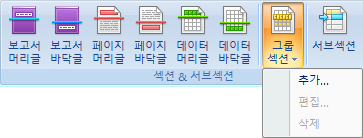 보고서 머리글
보고서 바닥글
페이지 머리글
페이지 바닥글
데이터 머리글
데이터 바닥글
그룹 섹션
서브섹션
섹션 & 서브섹션
추가...
편집...
삭제